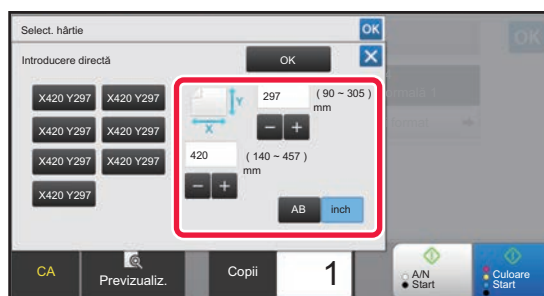 Select. hârtie
OK
OK
Introducere directă
OK
X420 Y297
X420 Y297
X420 Y297
X420 Y297
X420 Y297
X420 Y297
X420 Y297
Y
X
297
( 90 ~ 305 )
mm
420
( 140 ~ 457 )
mm
AB
inch
CA
Previzualiz.
Copii
1
A/N
Start
Culoare
Start